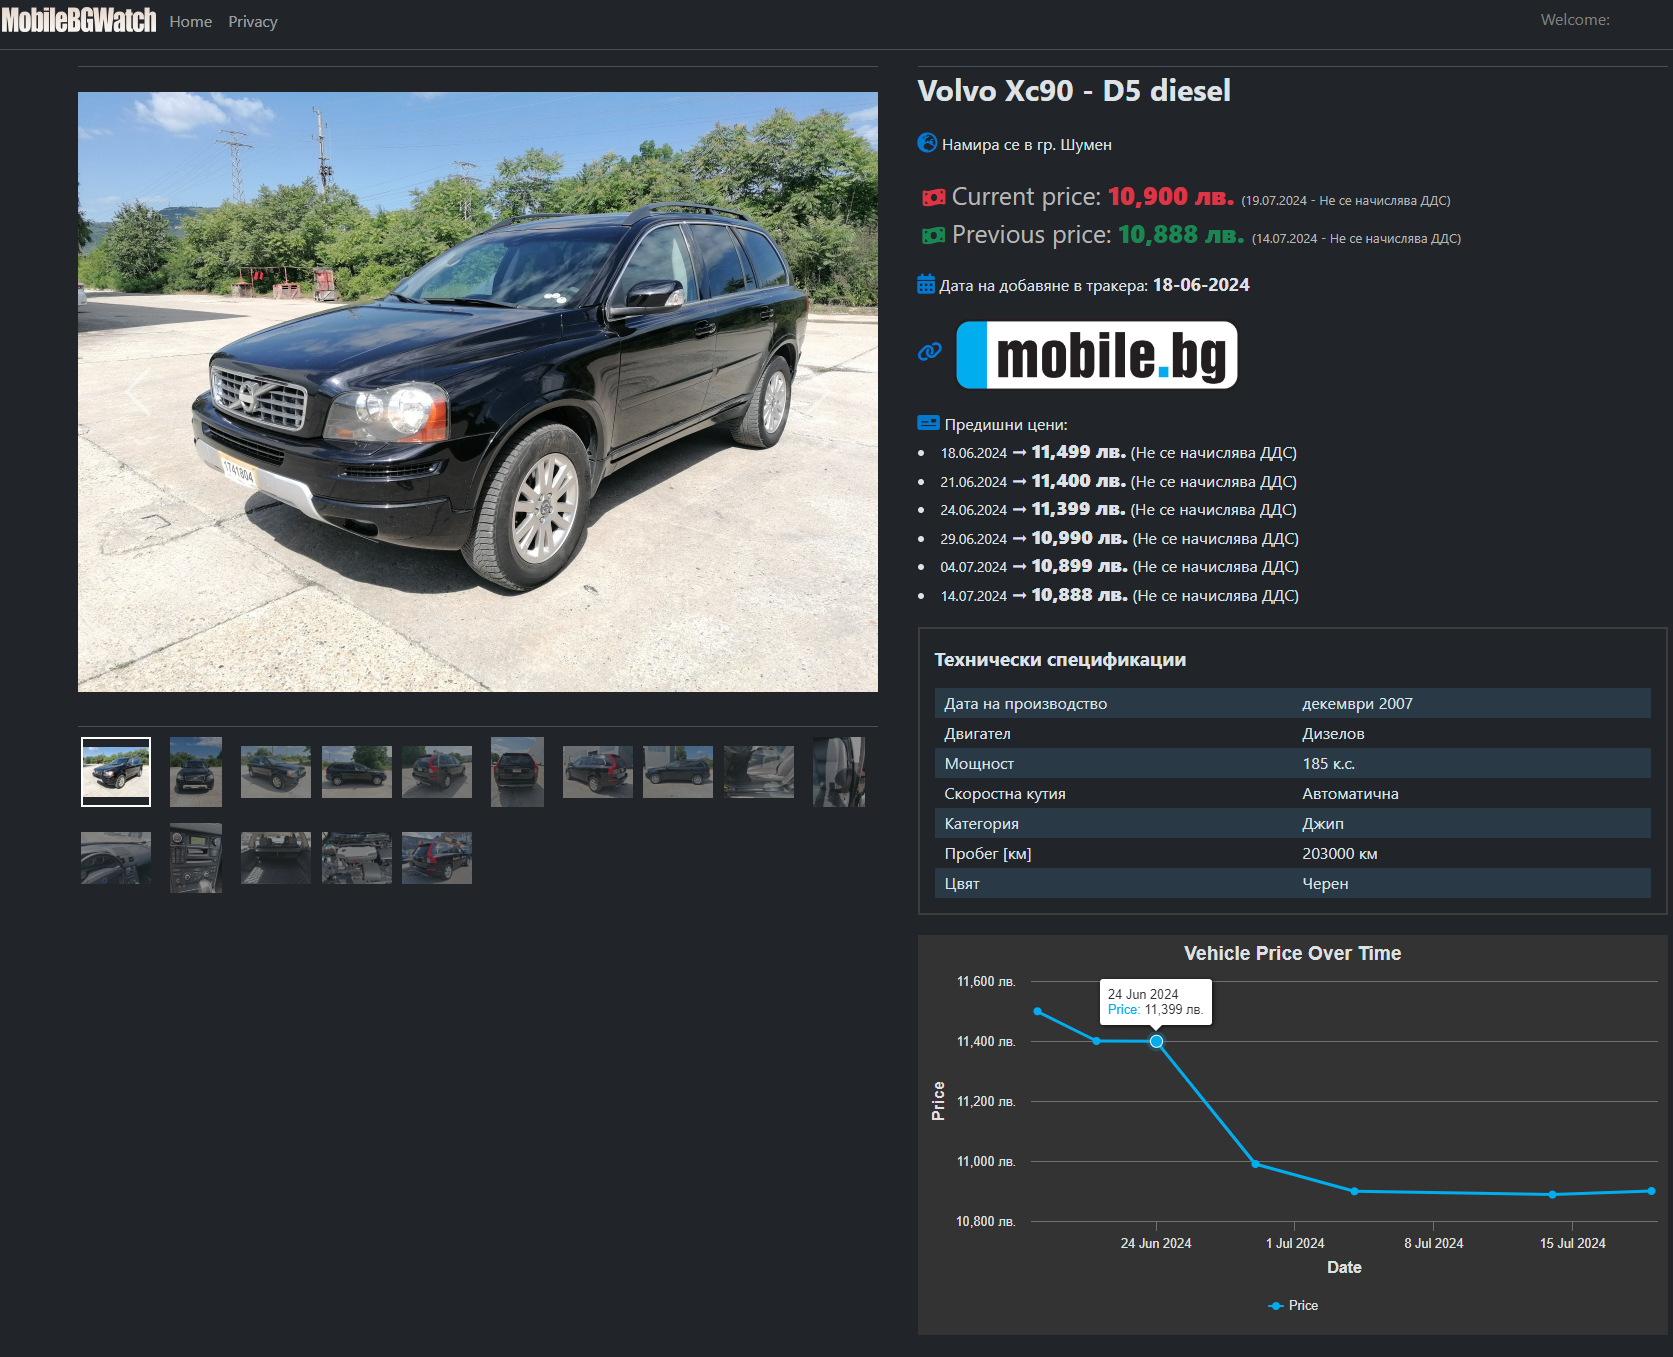 MobileBGWatch Home Privacy Welcome:
Volvo Xc90 - D5 diesel
Намира се в гр. Шумен
Current price: 10,900 лв. (19.07.2024 - Не се начислява ДДС)
Previous price: 10,888 лв. (14.07.2024 - Не се начислява ДДС)
Дата на добавяне в тракера: 18-06-2024
mobile.bg
Предишни цени:
18.06.2024 → 11,499 лв. (Не се начислява ДДС)
21.06.2024 → 11,400 лв. (Не се начислява ДДС)
24.06.2024 → 11,399 лв. (Не се начислява ДДС)
29.06.2024 → 10,990 лв. (Не се начислява ДДС)
04.07.2024 → 10,899 лв. (Не се начислява ДДС)
14.07.2024 → 10,888 лв. (Не се начислява ДДС)
1741804
Технически спецификации
Дата на производство декември 2007
Двигател Дизелов
Мощност 185 к.с.
Скоростна кутия Автоматична
Категория Джип
Пробег [км] 203000 км
Цвят Черен
Vehicle Price Over Time
11,600 лв.
24 Jun 2024
Price: 11,399 лв.
11,400 лв.
11,200 лв.
11,000 лв.
10,800 лв.
Price
24 Jun 2024 1 Jul 2024 8 Jul 2024 15 Jul 2024
Date
Price